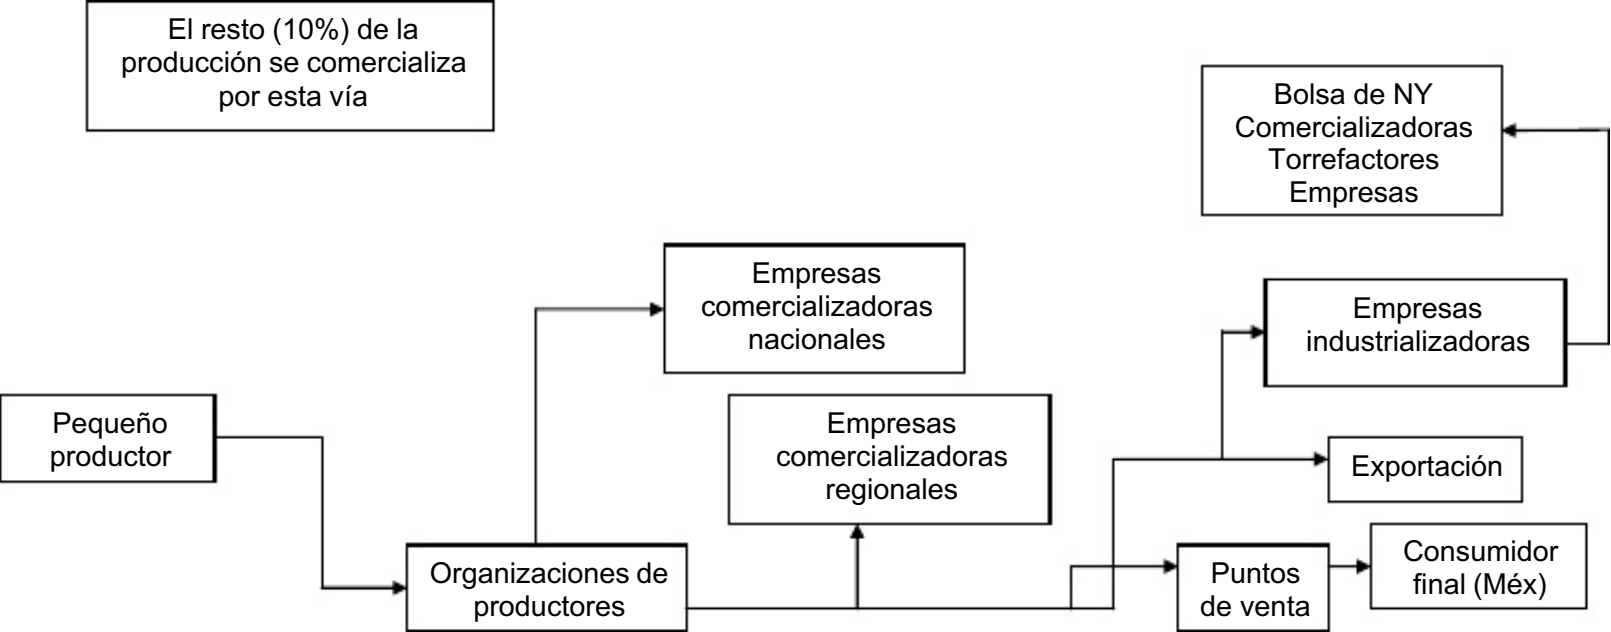 El resto (10%) de la
producción se comercializa
por esta vía
Bolsa de NY
Comercializadoras
Torrefactores
Empresas
Empresas
comercializadoras
nacionales
Empresas
industrializadoras
Pequeño
productor
Empresas
comercializadoras
regionales
Exportación
Organizaciones de
productores
Puntos
de venta
Consumidor
final (Méx)